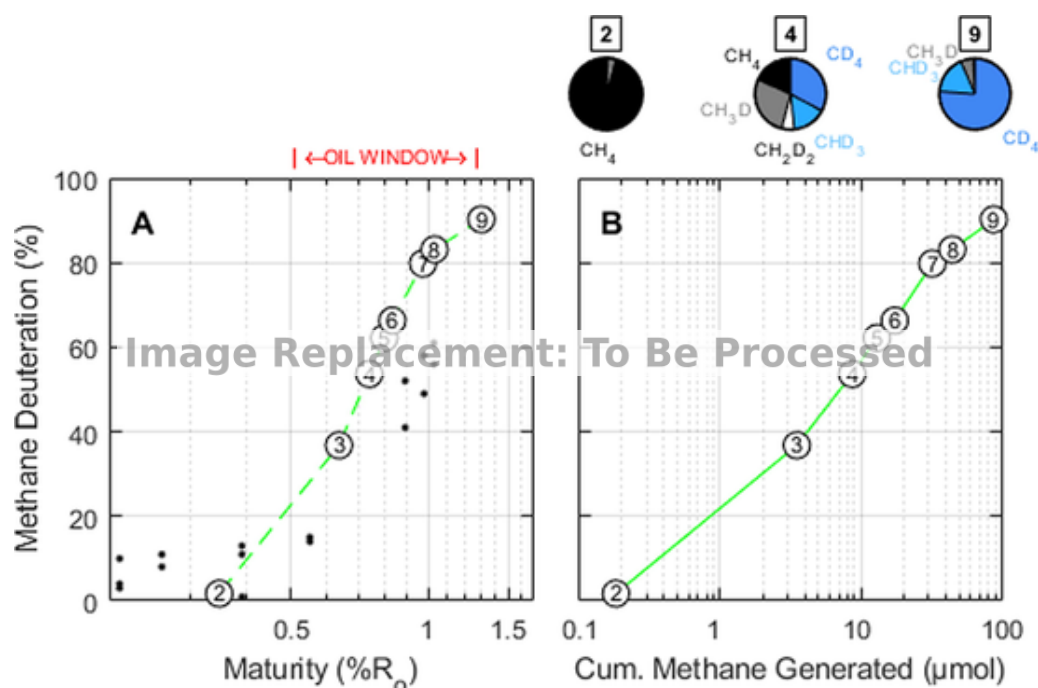 2
4
9
CH4
CD4
CH3D
CHD3
CH2D2
CH4
CH3D
CHD3
CD4
|←OIL WINDOW→|
A
B
Methane Deuteration (%)
100
80
60
40
20
0
2
3
4
5
6
7
8
9
2
3
4
5
6
7
8
9
Image Replacement: To Be Processed
0.5
1
1.5
0.1
1
10
100
Maturity (%Ro)
Cum. Methane Generated (μmol)